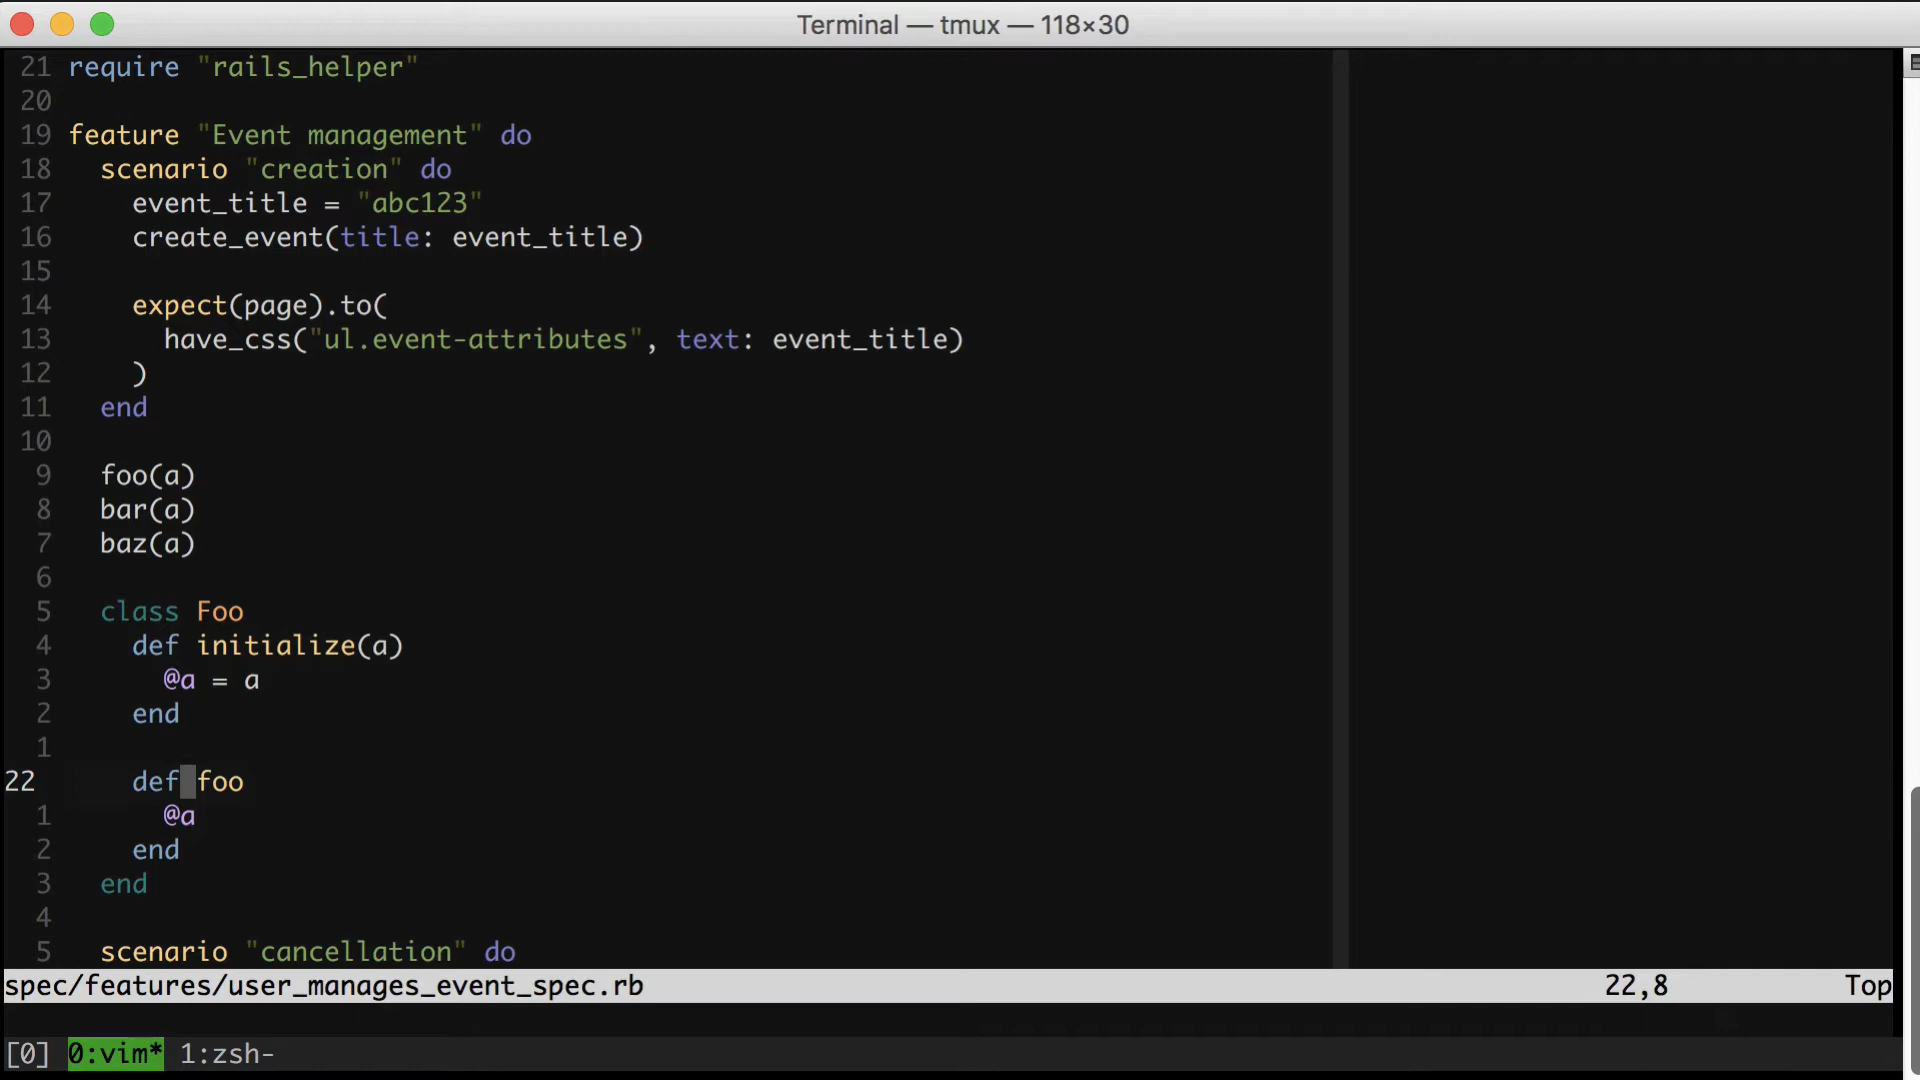 Terminal — tmux — 118×30
21 require "rails_helper"
20
19 feature "Event management" do
18   scenario "creation" do
17     event_title = "abc123"
16     create_event(title: event_title)
15
14     expect(page).to(
13       have_css("ul.event-attributes", text: event_title)
12     )
11   end
10
 9   foo(a)
 8   bar(a)
 7   baz(a)
 6
 5   class Foo
 4     def initialize(a)
 3       @a = a
 2     end
 1
22     def foo
 1       @a
 2     end
 3   end
 4
 5   scenario "cancellation" do
spec/features/user_manages_event_spec.rb 22,8 Top
[0] 0:vim* 1:zsh-